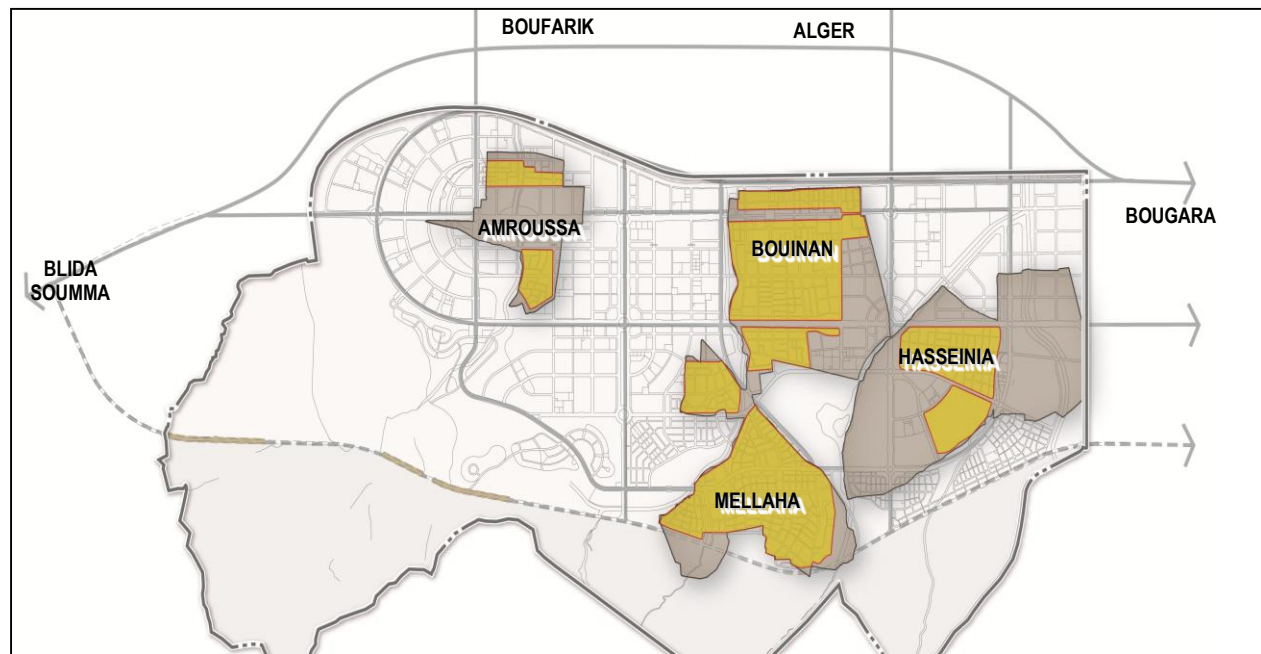 BOUFARIK
ALGER
BOUGARA
AMROUSSA
BOUINAN
BLIDA
SOUMMA
HASSEINIA
MELLAHA